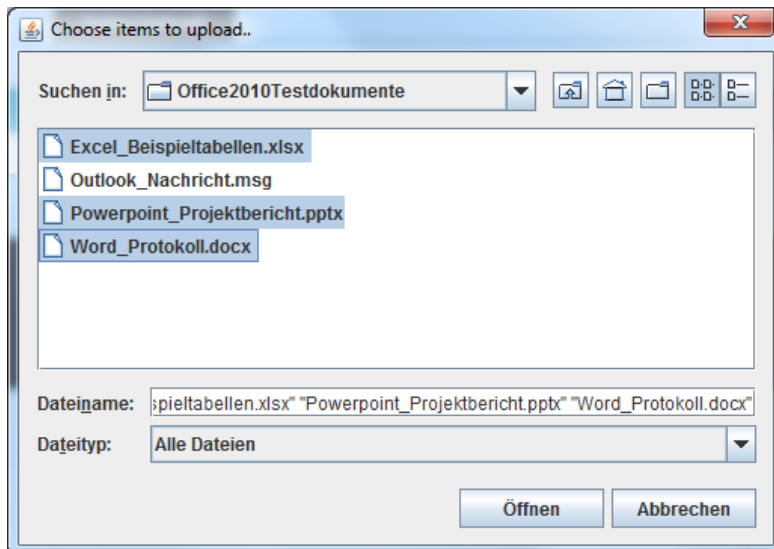 Choose items to upload..
Suchen in: Office2010Testdokumente
Excel_Beispieltabellen.xlsx
Outlook_Nachricht.msg
Powerpoint_Projektbericht.pptx
Word_Protokoll.docx
Dateiname: spieltabellen.xlsx" "Powerpoint_Projektbericht.pptx" "Word_Protokoll.docx"
Dateityp: Alle Dateien
Öffnen Abbrechen